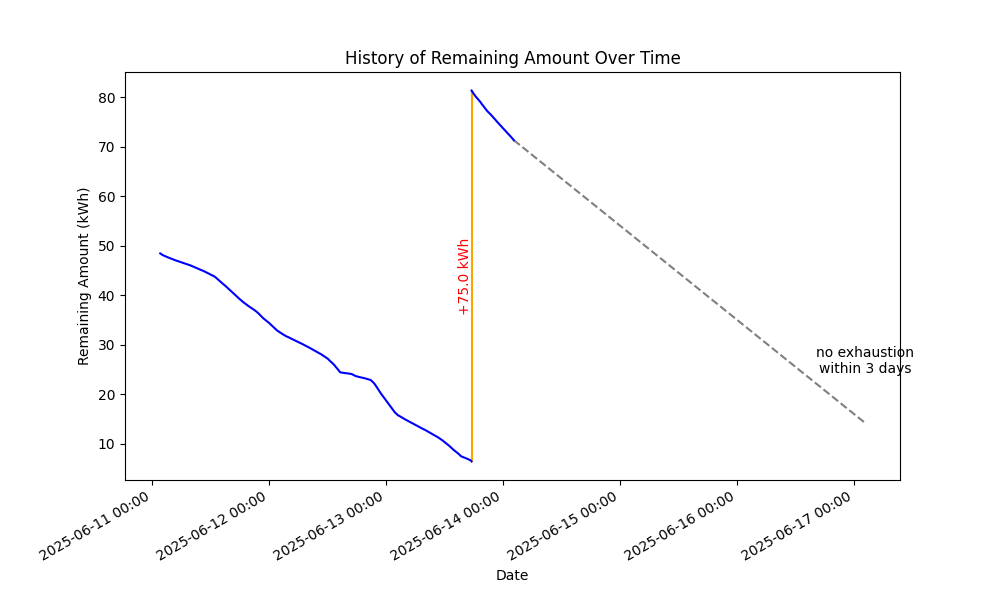 History of Remaining Amount Over Time
Remaining Amount (kWh)
80
70
60
50
40
30
20
10
+75.0 kWh
no exhaustion
within 3 days
2025-06-11 00:00
2025-06-12 00:00
2025-06-13 00:00
2025-06-14 00:00
2025-06-15 00:00
2025-06-16 00:00
2025-06-17 00:00
Date